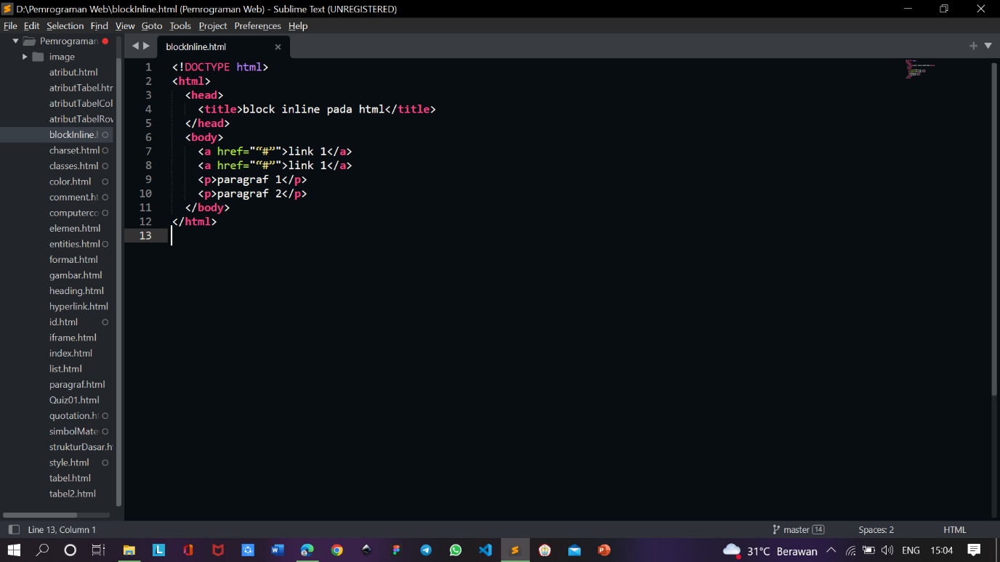 D:\Pemrograman Web\blockInline.html (Pemrograman Web) - Sublime Text (UNREGISTERED)
File Edit Selection Find View Goto Tools Project Preferences Help
Pemrograman
blockInline.html
image
atribut.html
atributTabel.htr
atributTabelCol
atributTabelRow
blockInline.h
charset.html
classes.html
color.html
comment.ht
computerco
elemen.html
entities.html
format.html
gambar.html
heading.html
hyperlink.html
id.html
iframe.html
index.html
list.html
paragraf.html
Quiz01.html
quotation.ht
simbolMate
strukturDasar.h
style.html
tabel.html
tabel2.html
1 <!DOCTYPE html>
2 <html>
3 <head>
4 <title>block inline pada html</title>
5 </head>
6 <body>
7 <a href="“#”">link 1</a>
8 <a href="“#”">link 1</a>
9 <p>paragraf 1</p>
10 <p>paragraf 2</p>
11 </body>
12 </html>
13
Line 13, Column 1 master 14 Spaces: 2 HTML
31°C Berawan ENG 15:04